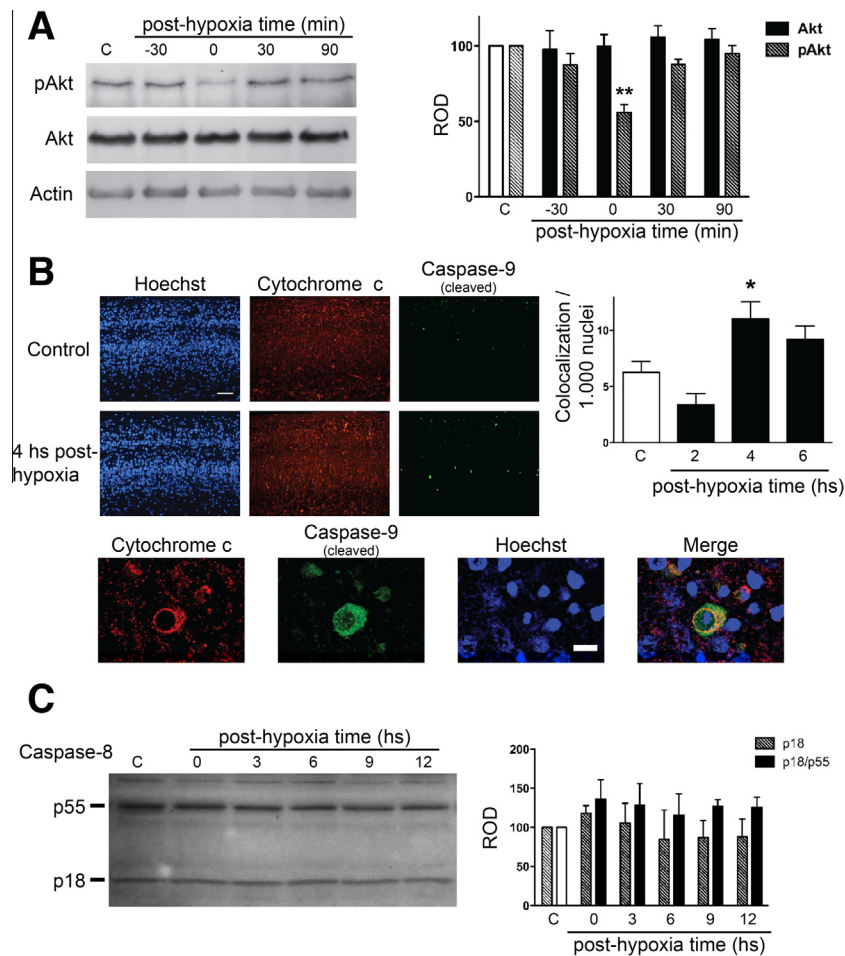 A
post-hypoxia time (min)
C -30 0 30 90
pAkt
Akt
Actin
ROD
100
50
0
**
Akt
pAkt
C -30 0 30 90
post-hypoxia time (min)
B
Hoechst Cytochrome c Caspase-9
(cleaved)
Control
4 hs post-
hypoxia
Colocalization /
1.000 nuclei
10
5
0
*
C 2 4 6
post-hypoxia time (hs)
Cytochrome c Caspase-9 Hoechst Merge
(cleaved)
C
post-hypoxia time (hs)
Caspase-8 C 0 3 6 9 12
p55
p18
ROD
200
150
100
50
0
p18
p18/p55
C 0 3 6 9 12
post-hypoxia time (hs)